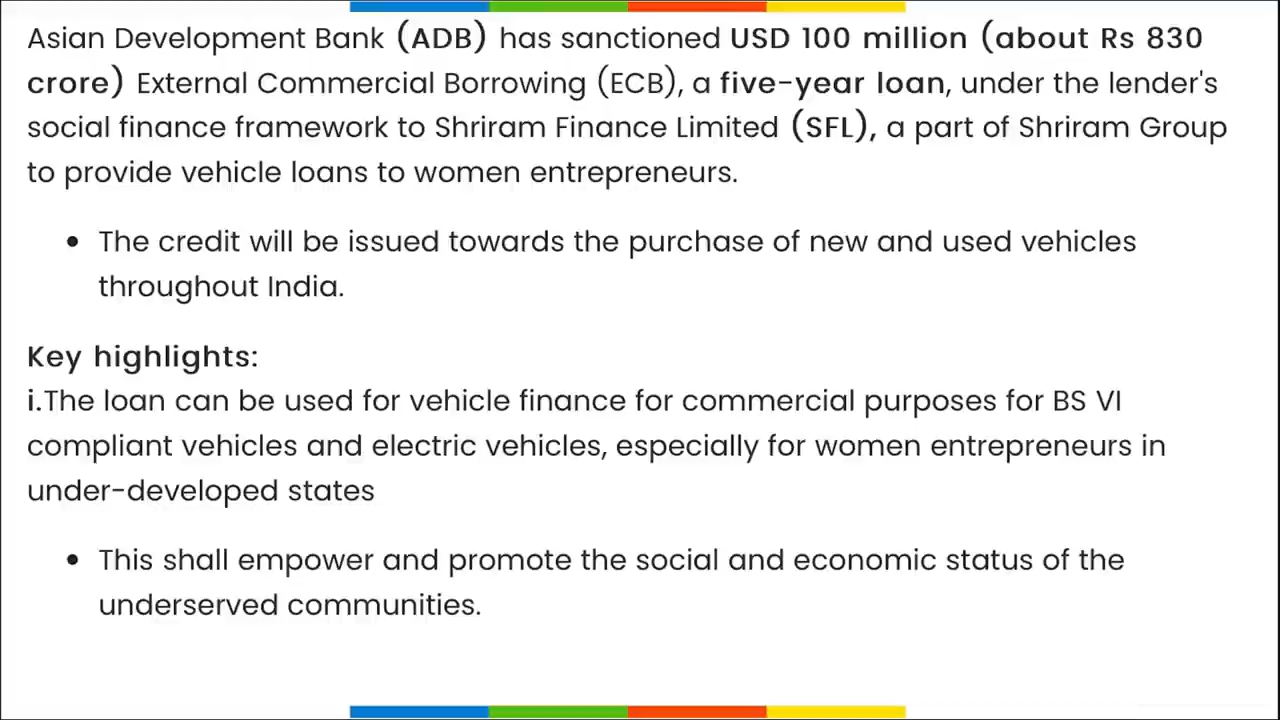 Asian Development Bank (ADB) has sanctioned USD 100 million (about Rs 830
crore) External Commercial Borrowing (ECB), a five-year loan, under the lender's
social finance framework to Shriram Finance Limited (SFL), a part of Shriram Group
to provide vehicle loans to women entrepreneurs.
• The credit will be issued towards the purchase of new and used vehicles
throughout India.
Key highlights:
i.The loan can be used for vehicle finance for commercial purposes for BS VI
compliant vehicles and electric vehicles, especially for women entrepreneurs in
under-developed states
• This shall empower and promote the social and economic status of the
underserved communities.